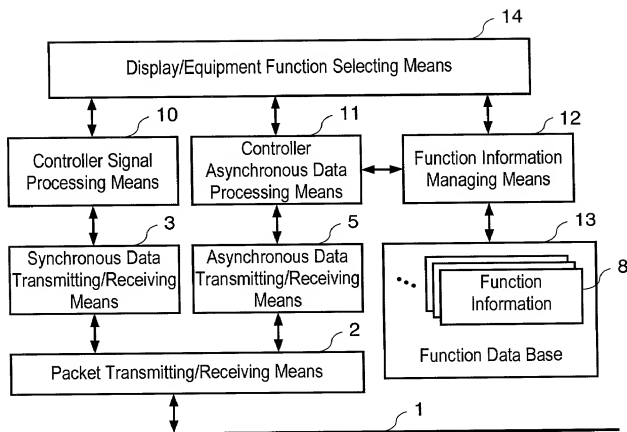 14
Display/Equipment Function Selecting Means
10
11
12
Controller Signal
Processing Means
Controller
Asynchronous Data
Processing Means
Function Information
Managing Means
3
5
13
Synchronous Data
Transmitting/Receiving
Means
Asynchronous Data
Transmitting/Receiving
Means
Function
Information
8
Function Data Base
2
Packet Transmitting/Receiving Means
1